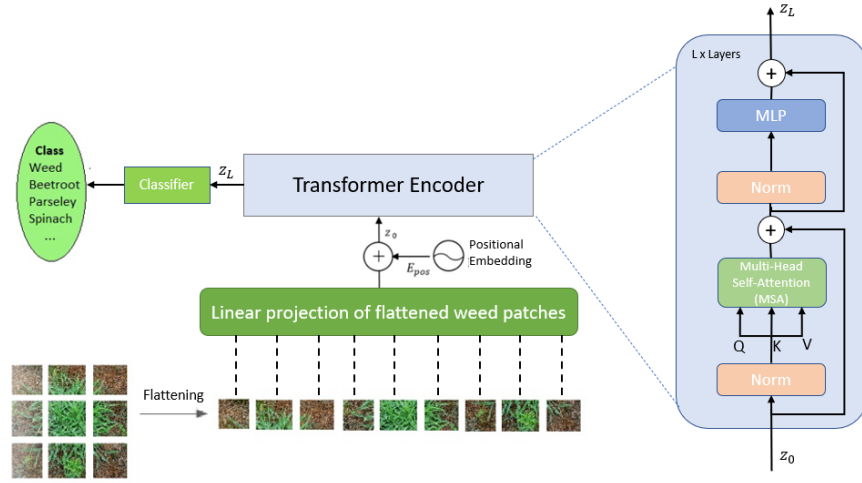 Class
Weed
Beetroot
Parseley
Spinach
...
Classifier
z_L
Transformer Encoder
z_0
E_pos
Positional
Embedding
Linear projection of flattened weed patches
Flattening
z_L
L x Layers
+
MLP
Norm
+
Multi-Head
Self-Attention
(MSA)
Q K V
Norm
z_0